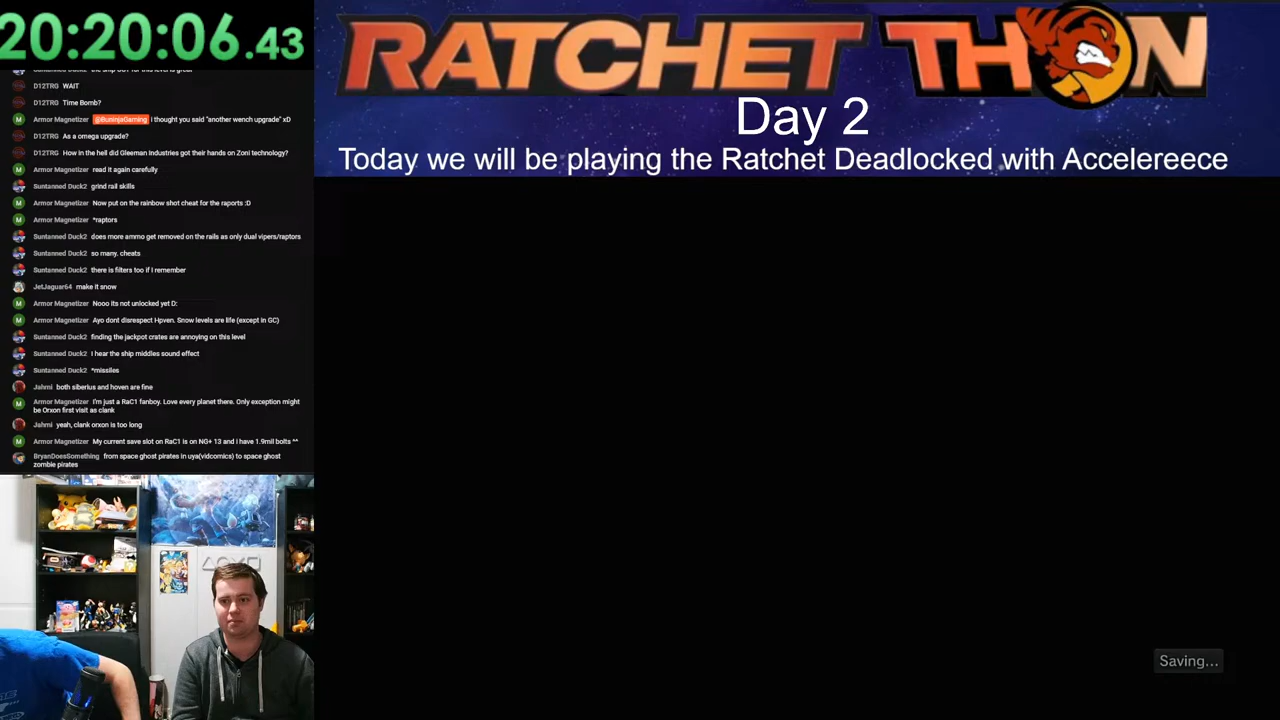 20:20:06.43
RATCHET THON
Day 2
Today we will be playing the Ratchet Deadlocked with Accelereece
D12TRG WAIT
D12TRG Time Bomb?
M Armor Magnetizer @BuninjaGaming I thought you said "another wench upgrade" xD
D12TRG As a omega upgrade?
D12TRG How in the hell did Gleeman Industries got their hands on Zoni technology?
M Armor Magnetizer read it again carefully
Suntanned Duck2 grind rail skills
M Armor Magnetizer Now put on the rainbow shot cheat for the raports :D
M Armor Magnetizer *raptors
Suntanned Duck2 does more ammo get removed on the rails as only dual vipers/raptors
Suntanned Duck2 so many. cheats
Suntanned Duck2 there is filters too if I remember
JetJaguar64 make it snow
M Armor Magnetizer Nooo its not unlocked yet D:
M Armor Magnetizer Ayo dont disrespect Hpven. Snow levels are life (except in GC)
Suntanned Duck2 finding the jackpot crates are annoying on this level
Suntanned Duck2 I hear the ship middles sound effect
Suntanned Duck2 *missiles
Jahmi both siberius and hoven are fine
M Armor Magnetizer I'm just a RaC1 fanboy. Love every planet there. Only exception might
be Orxon first visit as clank
Jahmi yeah, clank orxon is too long
M Armor Magnetizer My current save slot on RaC1 is on NG+ 13 and i have 1.9mil bolts ^^
BryanDoesSomething from space ghost pirates in uya(vidcomics) to space ghost
zombie pirates
Saving...